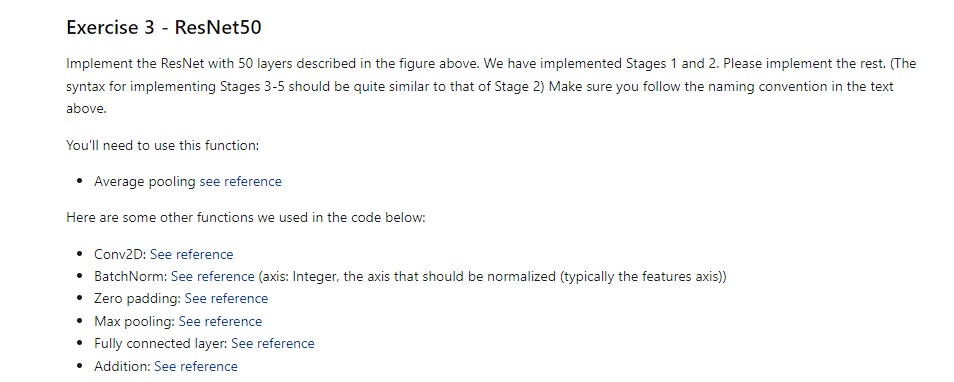 Exercise 3 - ResNet50
Implement the ResNet with 50 layers described in the figure above. We have implemented Stages 1 and 2. Please implement the rest. (The
syntax for implementing Stages 3-5 should be quite similar to that of Stage 2) Make sure you follow the naming convention in the text
above.
You'll need to use this function:
• Average pooling see reference
Here are some other functions we used in the code below:
• Conv2D: See reference
• BatchNorm: See reference (axis: Integer, the axis that should be normalized (typically the features axis))
• Zero padding: See reference
• Max pooling: See reference
• Fully connected layer: See reference
• Addition: See reference